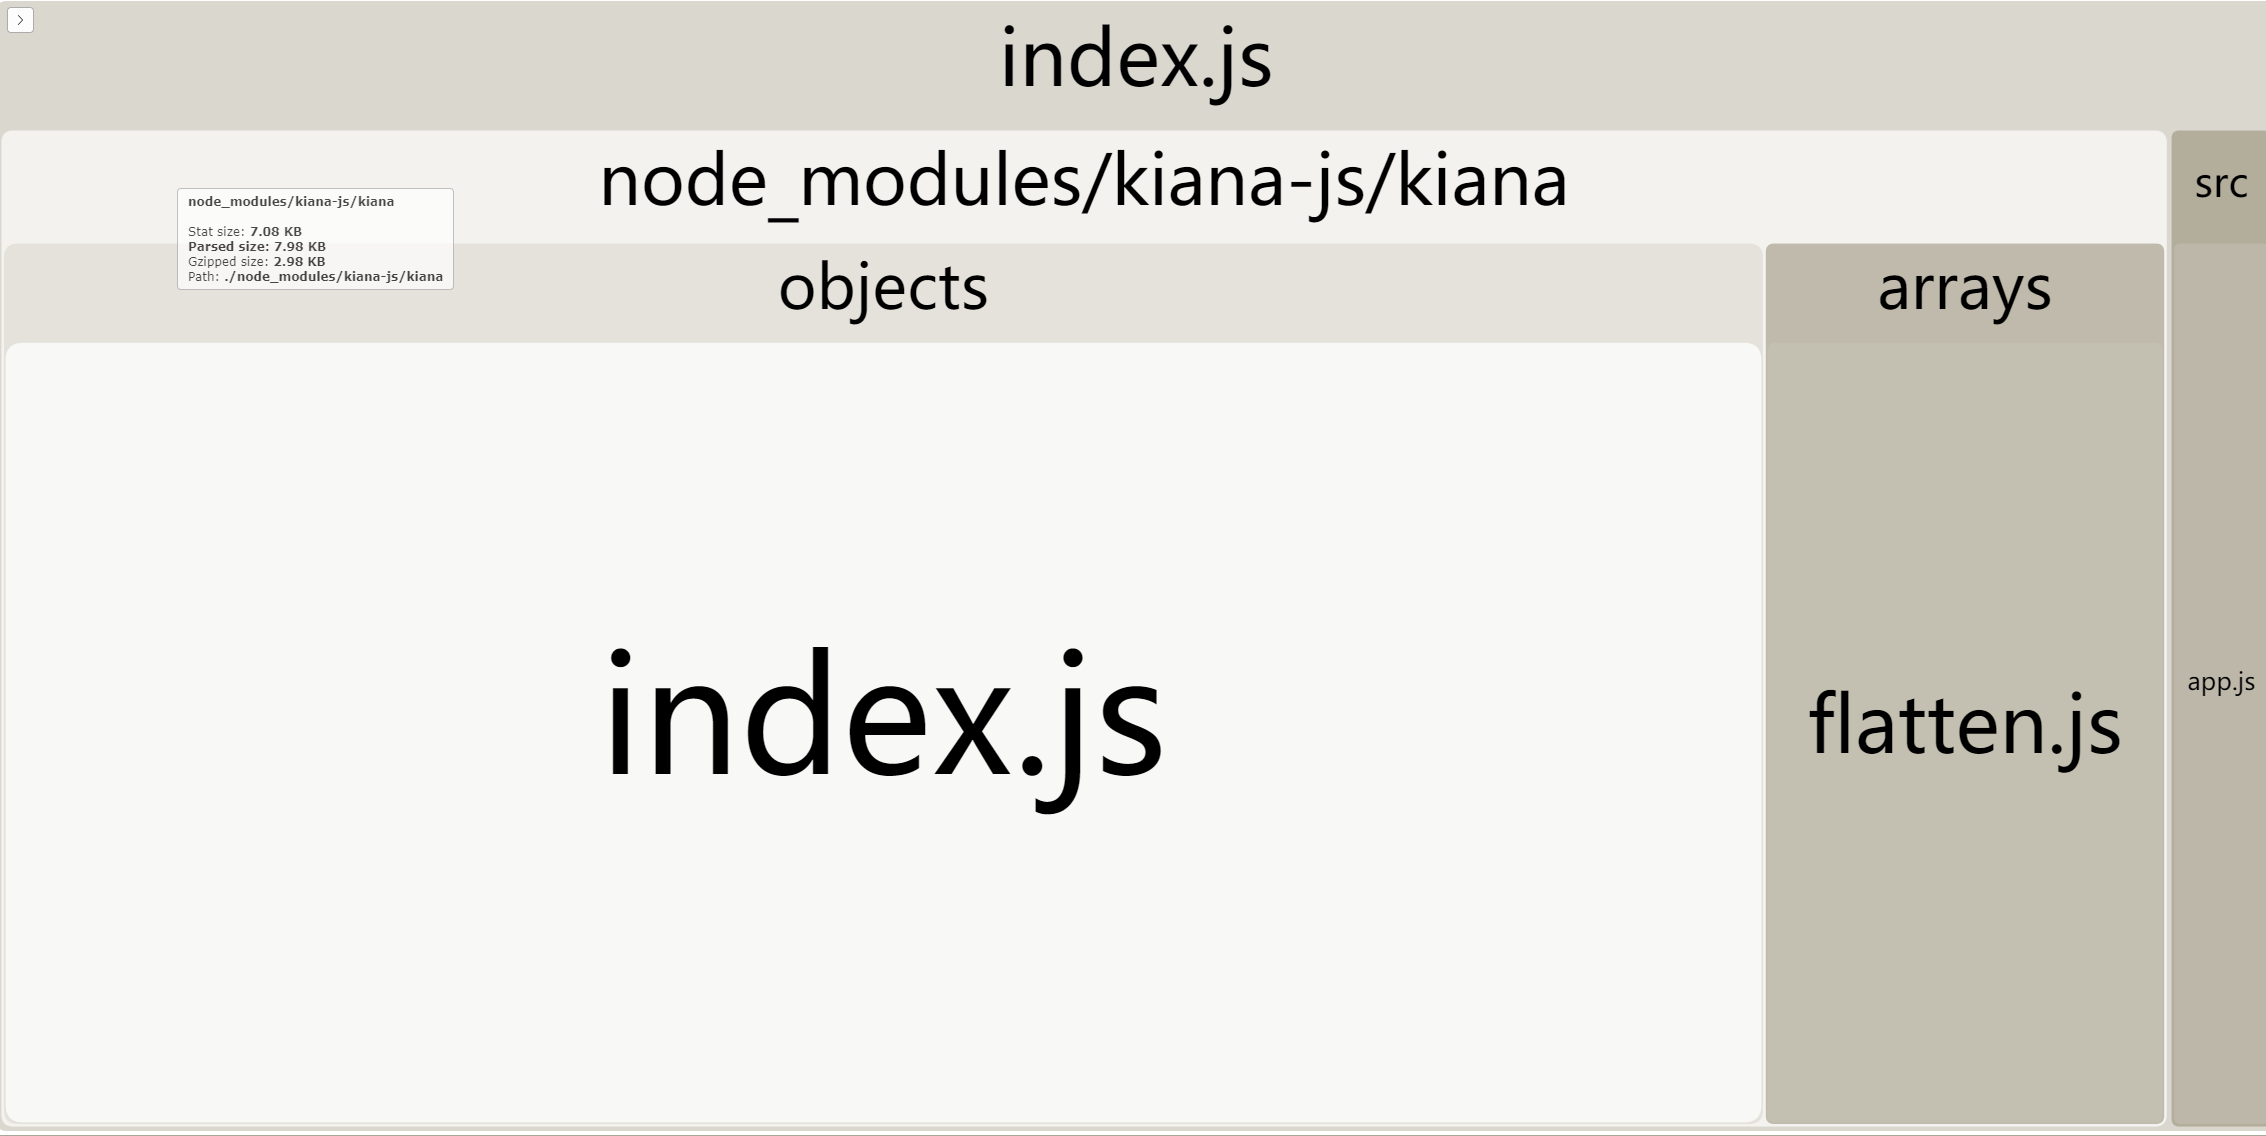 index.js
node_modules/kiana-js/kiana
src
node_modules/kiana-js/kiana
Stat size: 7.08 KB
Parsed size: 7.98 KB
Gzipped size: 2.98 KB
Path: ./node_modules/kiana-js/kiana
objects
arrays
index.js
flatten.js
app.js